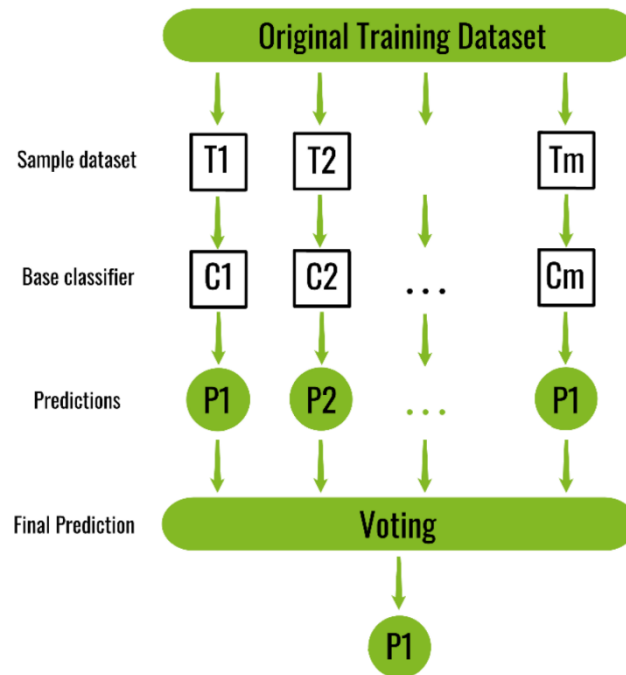 Original Training Dataset
Sample dataset T1 T2 Tm
Base classifier C1 C2 ... Cm
Predictions P1 P2 ... P1
Final Prediction Voting
P1